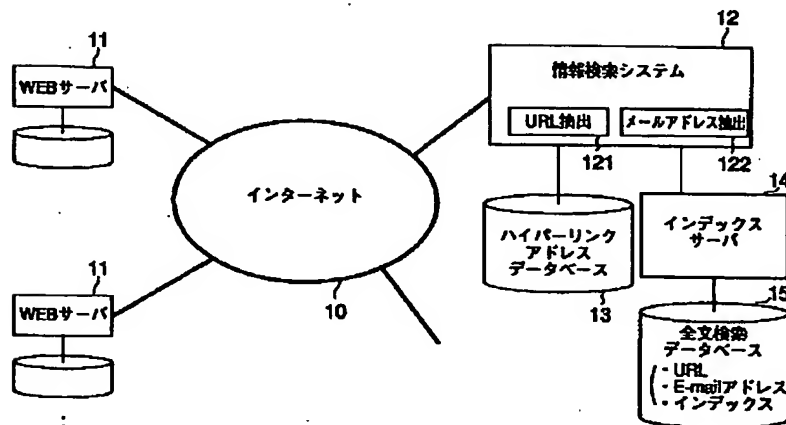 11
WEBサーバ
インターネット
10
11
WEBサーバ
12
情報検索システム
URL抽出
メールアドレス抽出
121
122
ハイパーリンク
アドレス
データベース
13
14
インデックス
サーバ
15
全文検索
データベース
・URL
・E-mailアドレス
・インデックス